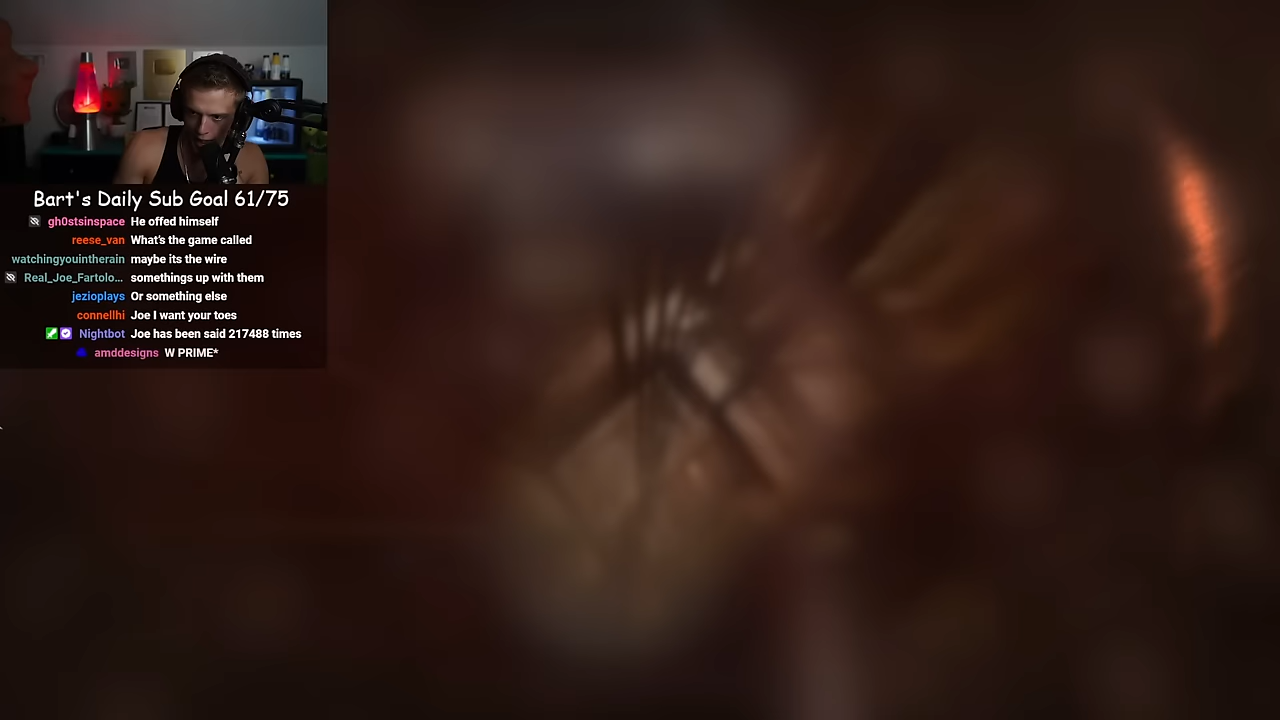 Bart's Daily Sub Goal 61/75
gh0stsinspace He offed himself
reese_van What's the game called
watchingyouintherain maybe its the wire
Real_Joe_Fartolo... somethings up with them
jezioplays Or something else
connellhi Joe I want your toes
Nightbot Joe has been said 217488 times
amddesigns W PRIME*